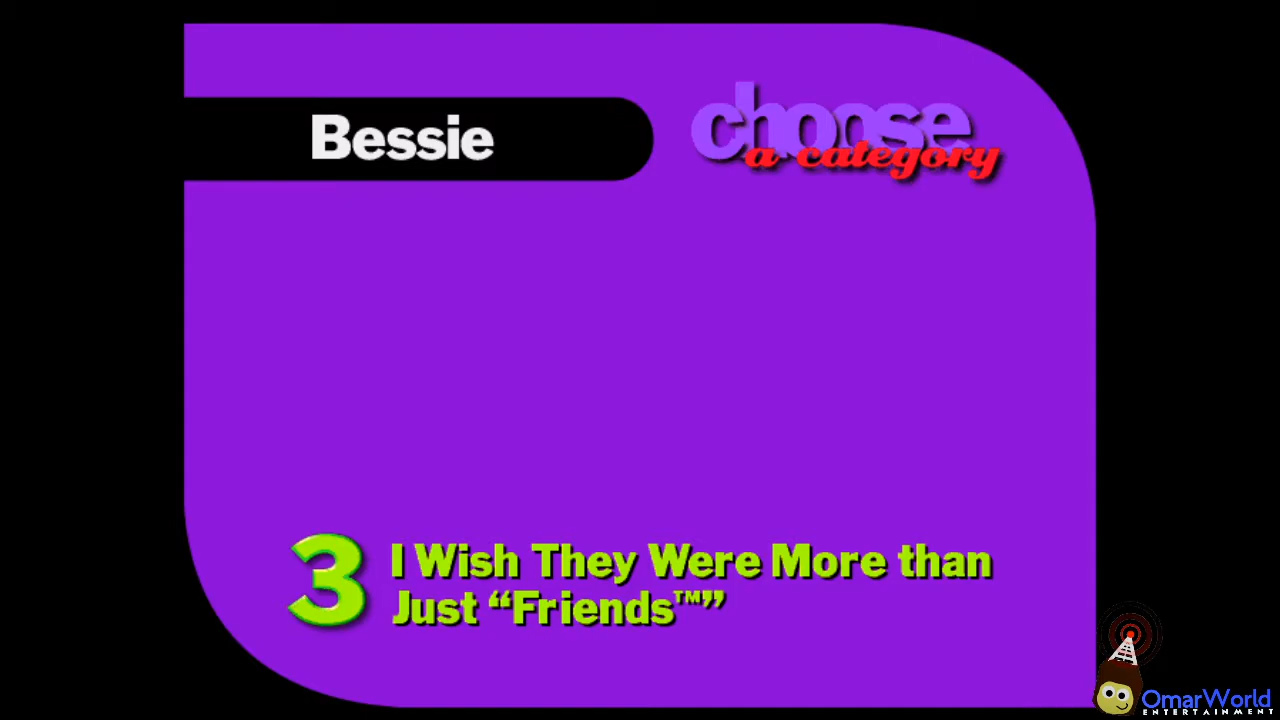 Bessie
choose
a category
3 I Wish They Were More than
Just “Friends™”
OmarWorld
ENTERTAINMENT